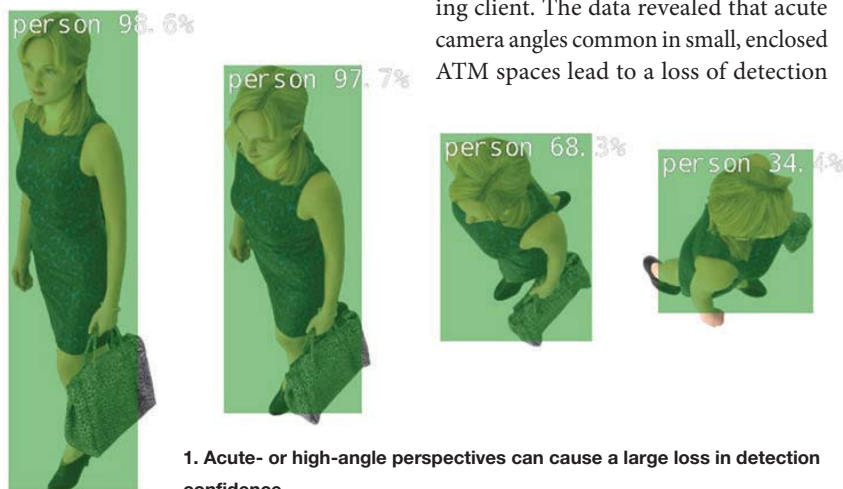 ing client. The data revealed that acute
camera angles common in small, enclosed
ATM spaces lead to a loss of detection
person 98.6%
person 97.7%
person 68.3%
person 34.4%
1. Acute- or high-angle perspectives can cause a large loss in detection
confidence